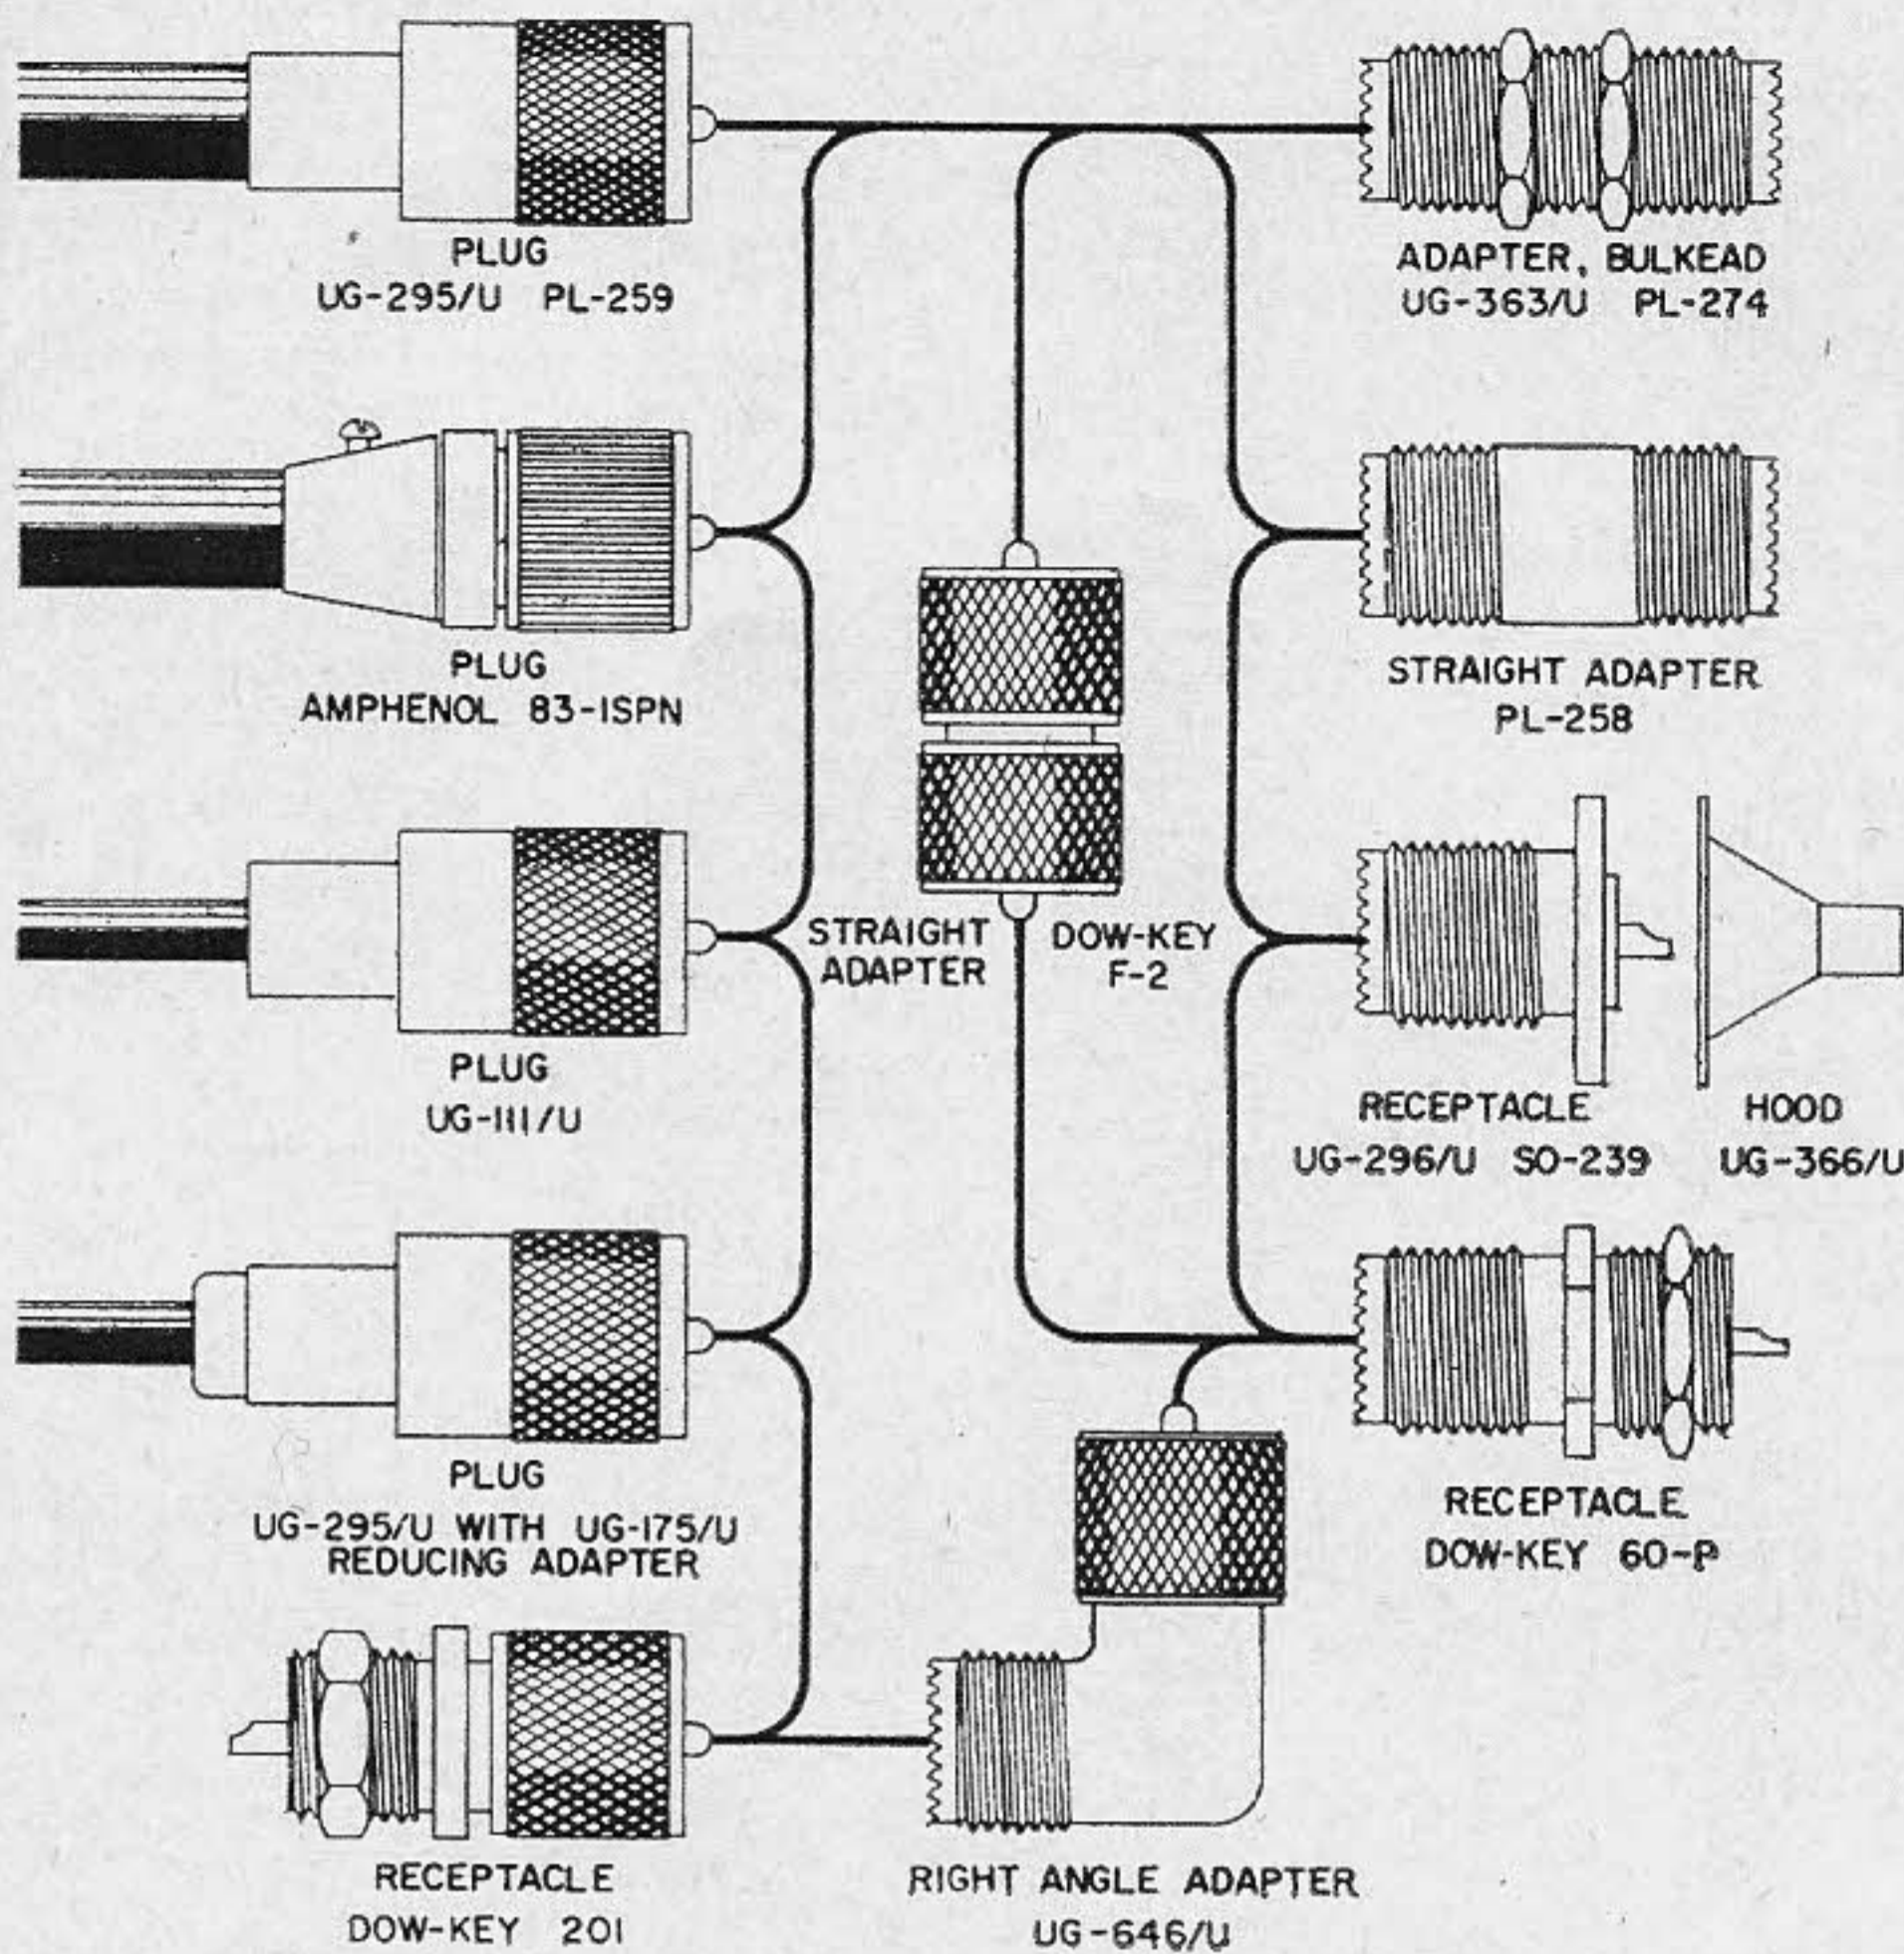 PLUG
UG-295/U PL-259
ADAPTER, BULKEAD
UG-363/U PL-274
PLUG
AMPHENOL 83-1SPN
STRAIGHT ADAPTER
PL-258
STRAIGHT
ADAPTER
DOW-KEY
F-2
PLUG
UG-111/U
RECEPTACLE
UG-296/U SO-239
HOOD
UG-366/U
PLUG
UG-295/U WITH UG-175/U
REDUCING ADAPTER
RECEPTACLE
DOW-KEY 60-P
RECEPTACLE
DOW-KEY 201
RIGHT ANGLE ADAPTER
UG-646/U